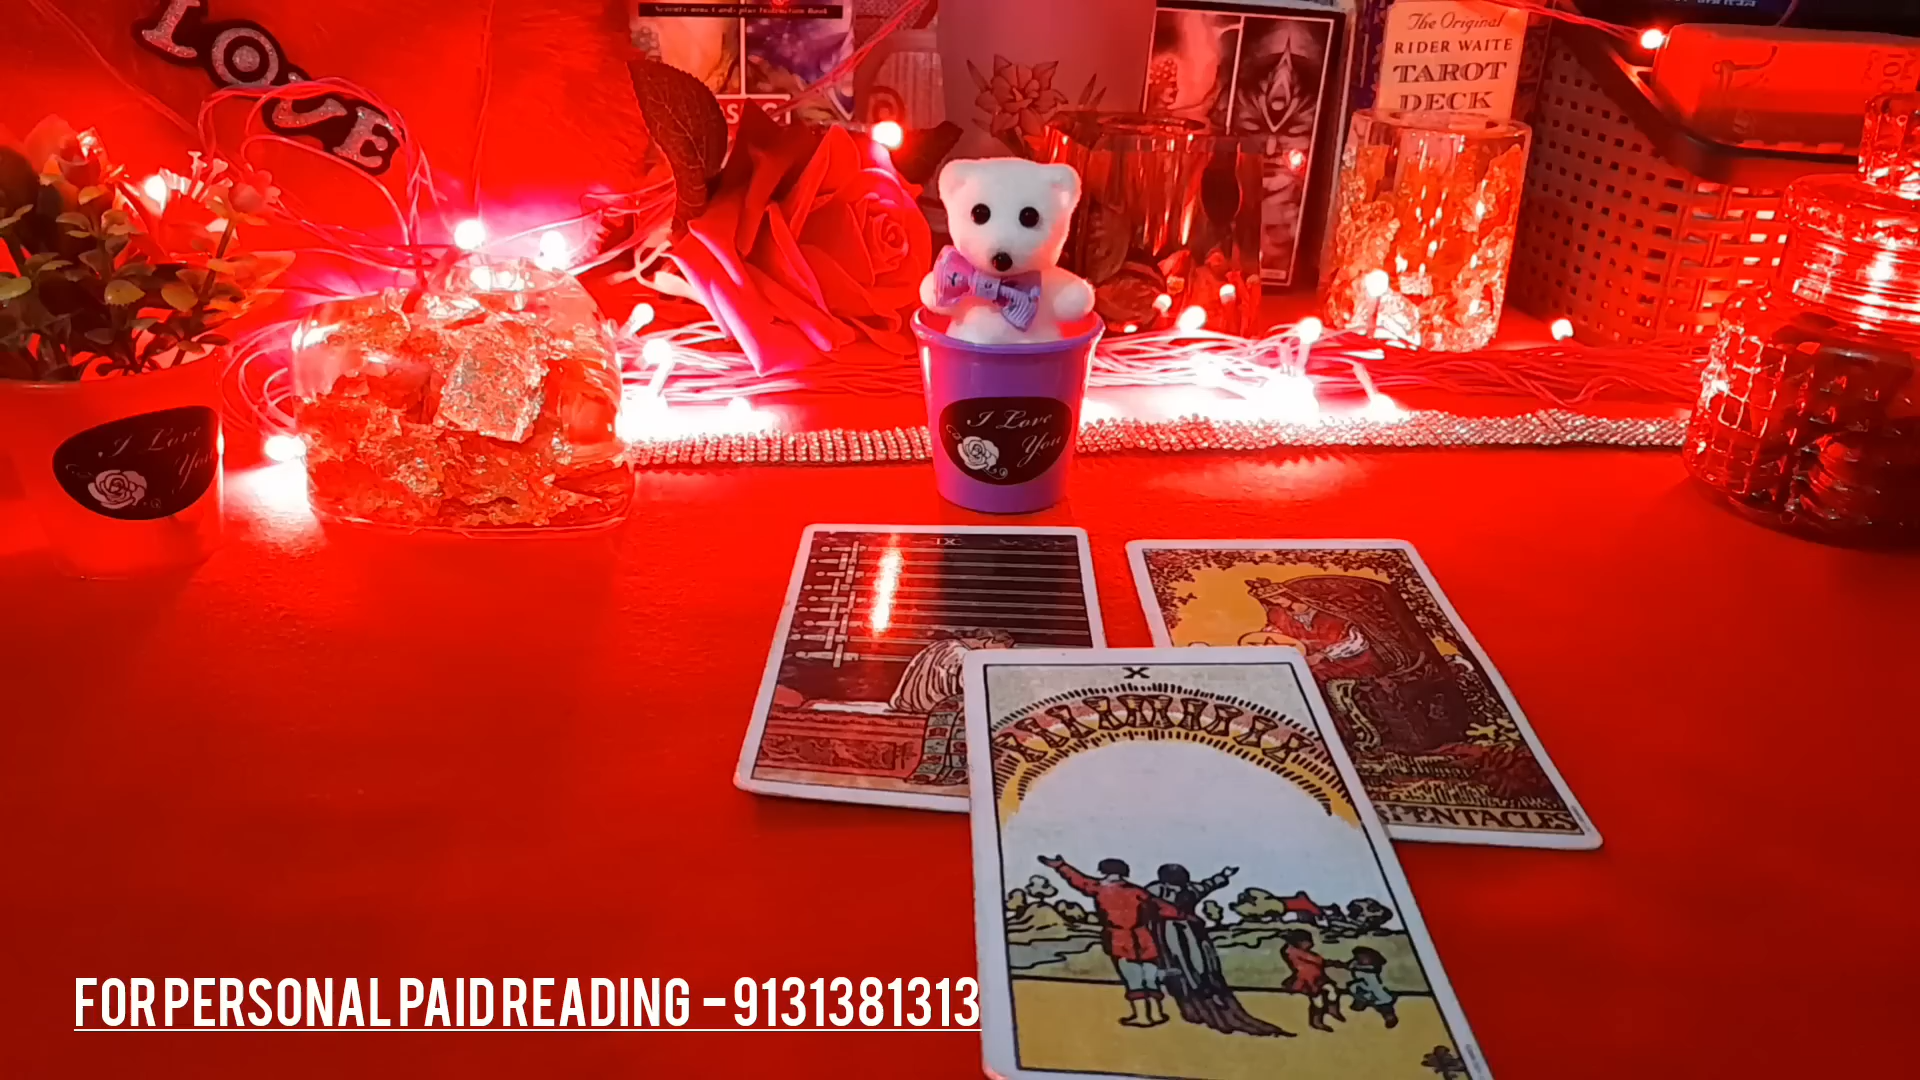 LOVE
The Original
RIDER WAITE
TAROT
DECK
I Love
You
I Love
You
IX
X
PENTACLES
FOR PERSONAL PAID READING - 9131381313